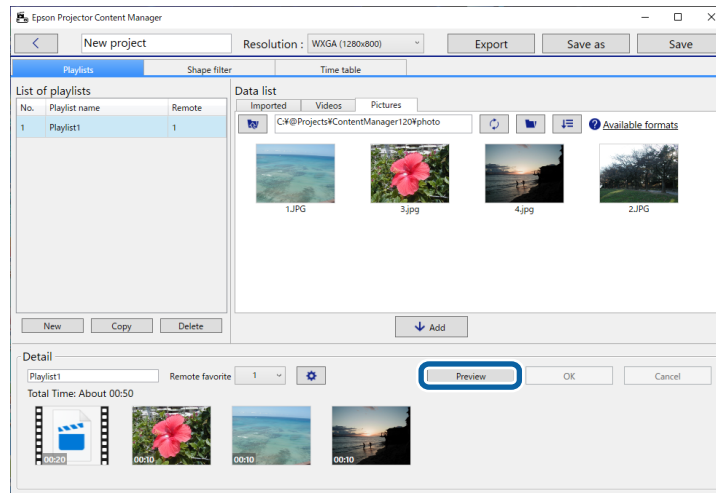 Epson Projector Content Manager
New project
Resolution : WXGA (1280x800)
Export
Save as
Save
Playlists
Shape filter
Time table
List of playlists
No. Playlist name Remote
1 Playlist1 1
New
Copy
Delete
Data list
Imported
Videos
Pictures
C:¥@Projects¥ContentManager120¥photo
? Available formats
1.JPG
3.jpg
4.jpg
2.JPG
Add
Detail
Playlist1
Remote favorite 1
Preview
OK
Cancel
Total Time: About 00:50
00:20
00:10
00:10
00:10